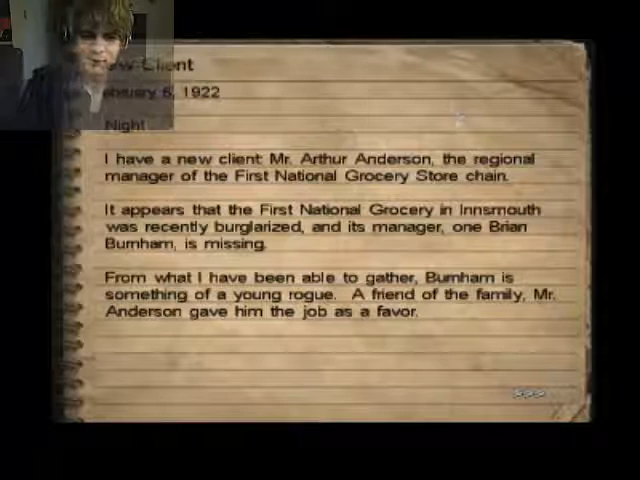 Client
6, 1922
Night
I have a new client: Mr. Arthur Anderson, the regional
manager of the First National Grocery Store chain.
It appears that the First National Grocery in Innsmouth
was recently burglarized, and its manager, one Brian
Burnham, is missing.
From what I have been able to gather, Burnham is
something of a young rogue. A friend of the family, Mr.
Anderson gave him the job as a favor.
>>>